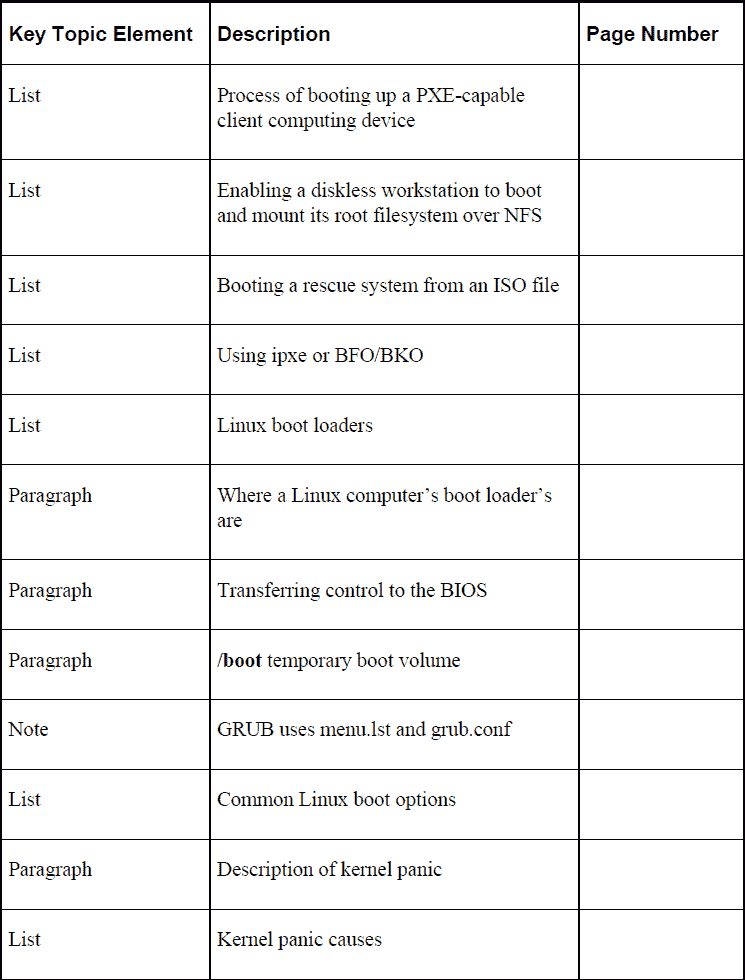 Key Topic Element Description Page Number
List Process of booting up a PXE-capable
client computing device
List Enabling a diskless workstation to boot
and mount its root filesystem over NFS
List Booting a rescue system from an ISO file
List Using ipxe or BFO/BKO
List Linux boot loaders
Paragraph Where a Linux computer’s boot loader’s
are
Paragraph Transferring control to the BIOS
Paragraph /boot temporary boot volume
Note GRUB uses menu.lst and grub.conf
List Common Linux boot options
Paragraph Description of kernel panic
List Kernel panic causes